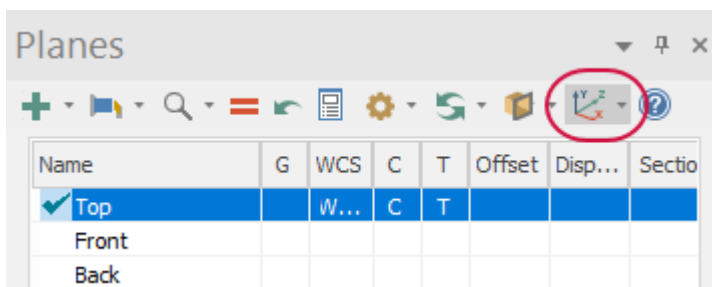 Planes
Y Z X ?
Name G WCS C T Offset Disp... Sectio
Top W... C T
Front
Back